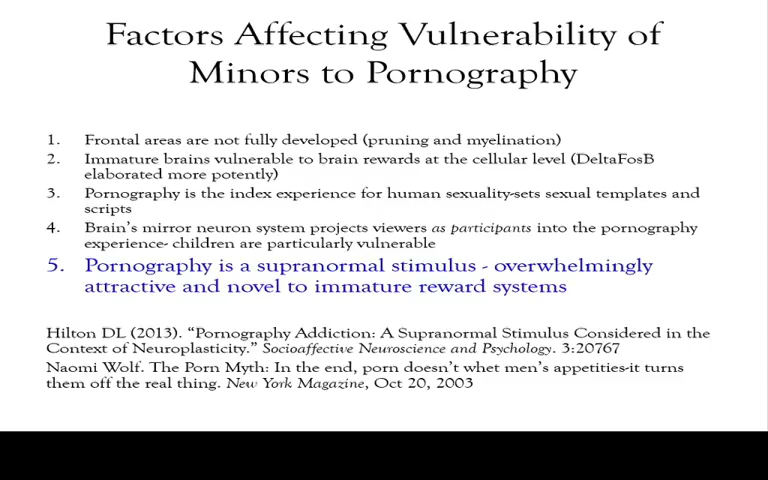 Factors Affecting Vulnerability of
Minors to Pornography
1. Frontal areas are not fully developed (pruning and myelination)
2. Immature brains vulnerable to brain rewards at the cellular level (DeltaFosB
elaborated more potently)
3. Pornography is the index experience for human sexuality-sets sexual templates and
scripts
4. Brain's mirror neuron system projects viewers as participants into the pornography
experience- children are particularly vulnerable
5. Pornography is a supranormal stimulus - overwhelmingly
attractive and novel to immature reward systems
Hilton DL (2013). "Pornography Addiction: A Supranormal Stimulus Considered in the
Context of Neuroplasticity." Socioaffective Neuroscience and Psychology. 3:20767
Naomi Wolf. The Porn Myth: In the end, porn doesn't whet men's appetities-it turns
them off the real thing. New York Magazine, Oct 20, 2003